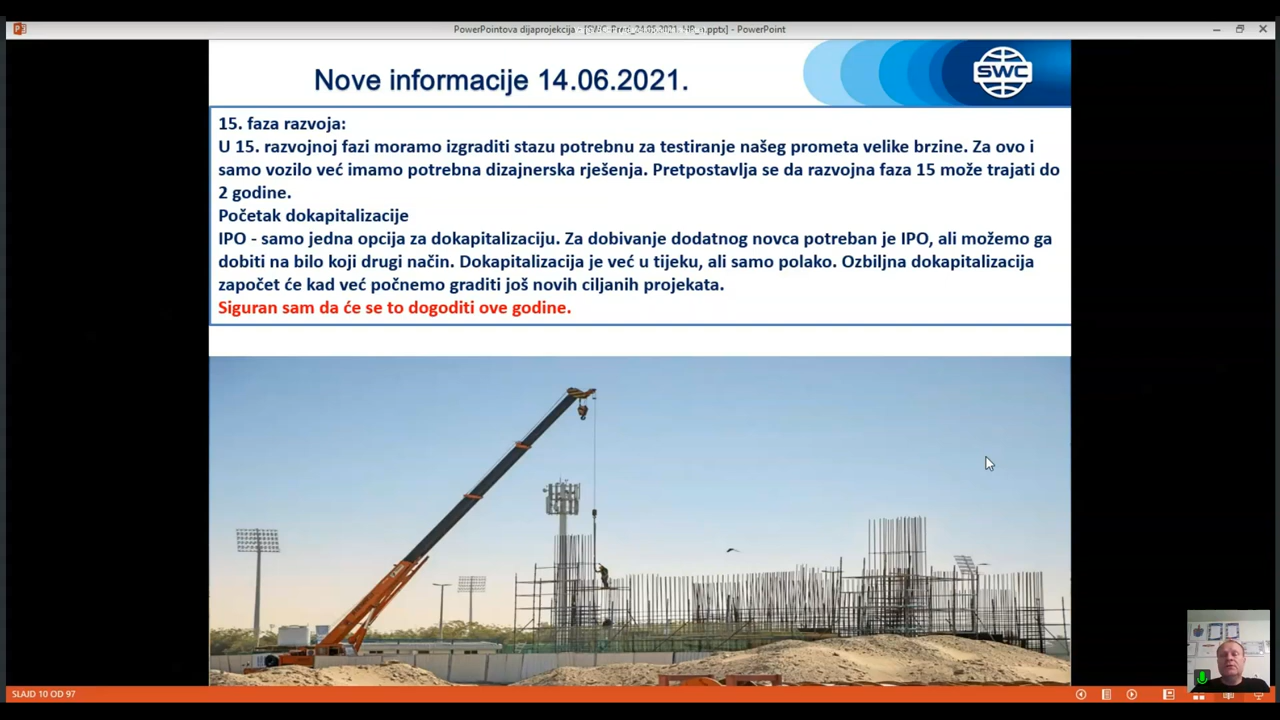 PowerPointova dijaprojekcija - PowerPoint
Nove informacije 14.06.2021.
SWC
15. faza razvoja:
U 15. razvojnoj fazi moramo izgraditi stazu potrebnu za testiranje našeg prometa velike brzine. Za ovo i
samo vozilo već imamo potrebna dizajnerska rješenja. Pretpostavlja se da razvojna faza 15 može trajati do
2 godine.
Početak dokapitalizacije
IPO - samo jedna opcija za dokapitalizaciju. Za dobivanje dodatnog novca potreban je IPO, ali možemo ga
dobiti na bilo koji drugi način. Dokapitalizacija je već u tijeku, ali samo polako. Ozbiljna dokapitalizacija
započet će kad već počnemo graditi još novih ciljanih projekata.
Siguran sam da će se to dogoditi ove godine.
SLAJD 10 OD 97